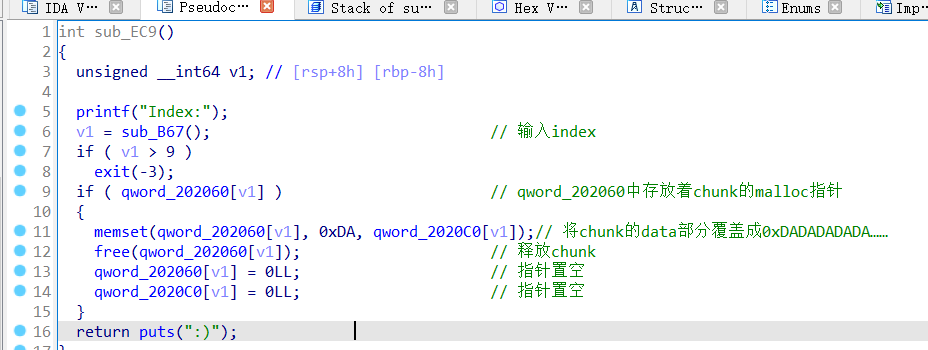 IDA V… Pseudoc… Stack of su… Hex V… Struc… Enums Imp…
1 int sub_EC9()
2 {
3 unsigned __int64 v1; // [rsp+8h] [rbp-8h]
4
5 printf("Index:");
6 v1 = sub_B67(); // 输入index
7 if ( v1 > 9 )
8 exit(-3);
9 if ( qword_202060[v1] ) // qword_202060中存放着chunk的malloc指针
10 {
11 memset(qword_202060[v1], 0xDA, qword_2020C0[v1]);// 将chunk的data部分覆盖成0xDADADADADA……
12 free(qword_202060[v1]); // 释放chunk
13 qword_202060[v1] = 0LL; // 指针置空
14 qword_2020C0[v1] = 0LL; // 指针置空
15 }
16 return puts(":)");
17 }